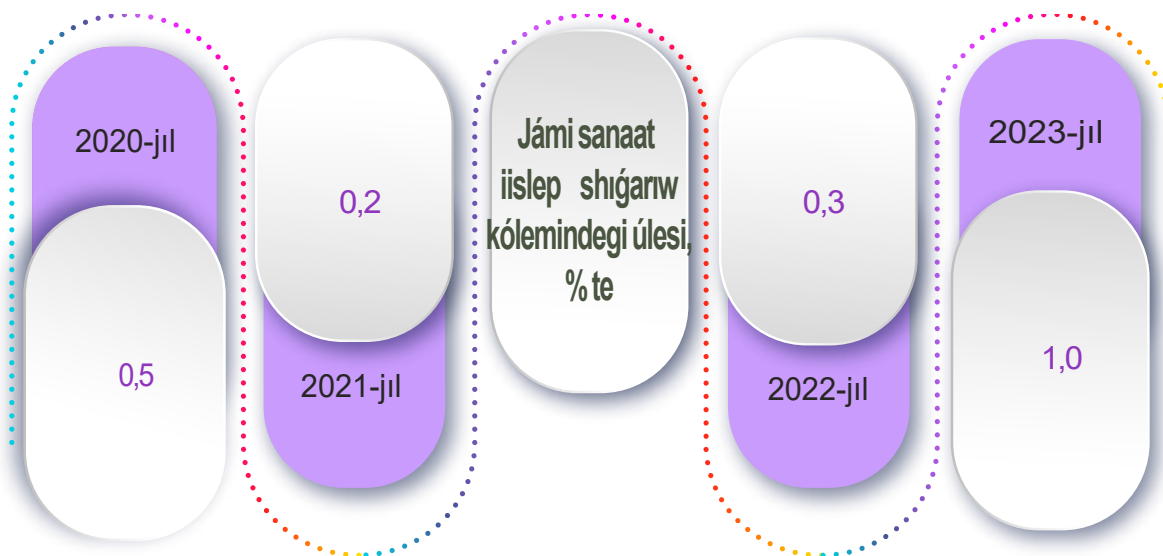 2020-jıl
0,5
0,2
2021-jıl
Jámi sanaat
iislep shıǵarıw
kólemindegi úlesi,
% te
0,3
2022-jıl
2023-jıl
1,0